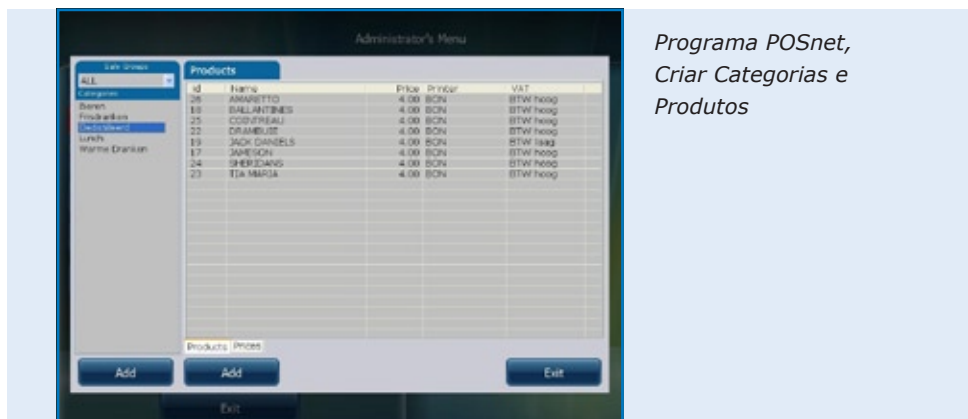 Administrator's Menu
Sale Groups
ALL
Categories
Bieren
Frisdranken
Gedistilleerd
Lunch
Warme Dranken
Products
id Name Price Printer VAT
26 AMARETTO 4.00 BON BTW hoog
18 BALLANTINES 4.00 BON BTW hoog
25 COINTREAU 4.00 BON BTW hoog
22 DRAMBUIE 4.00 BON BTW hoog
19 JACK DANIELS 4.00 BON BTW laag
17 JAMESON 4.00 BON BTW hoog
24 SHERIDANS 4.00 BON BTW hoog
23 TIA MARIA 4.00 BON BTW hoog
Products Prices
Add
Add
Exit
Exit
Programa POSnet,
Criar Categorias e
Produtos